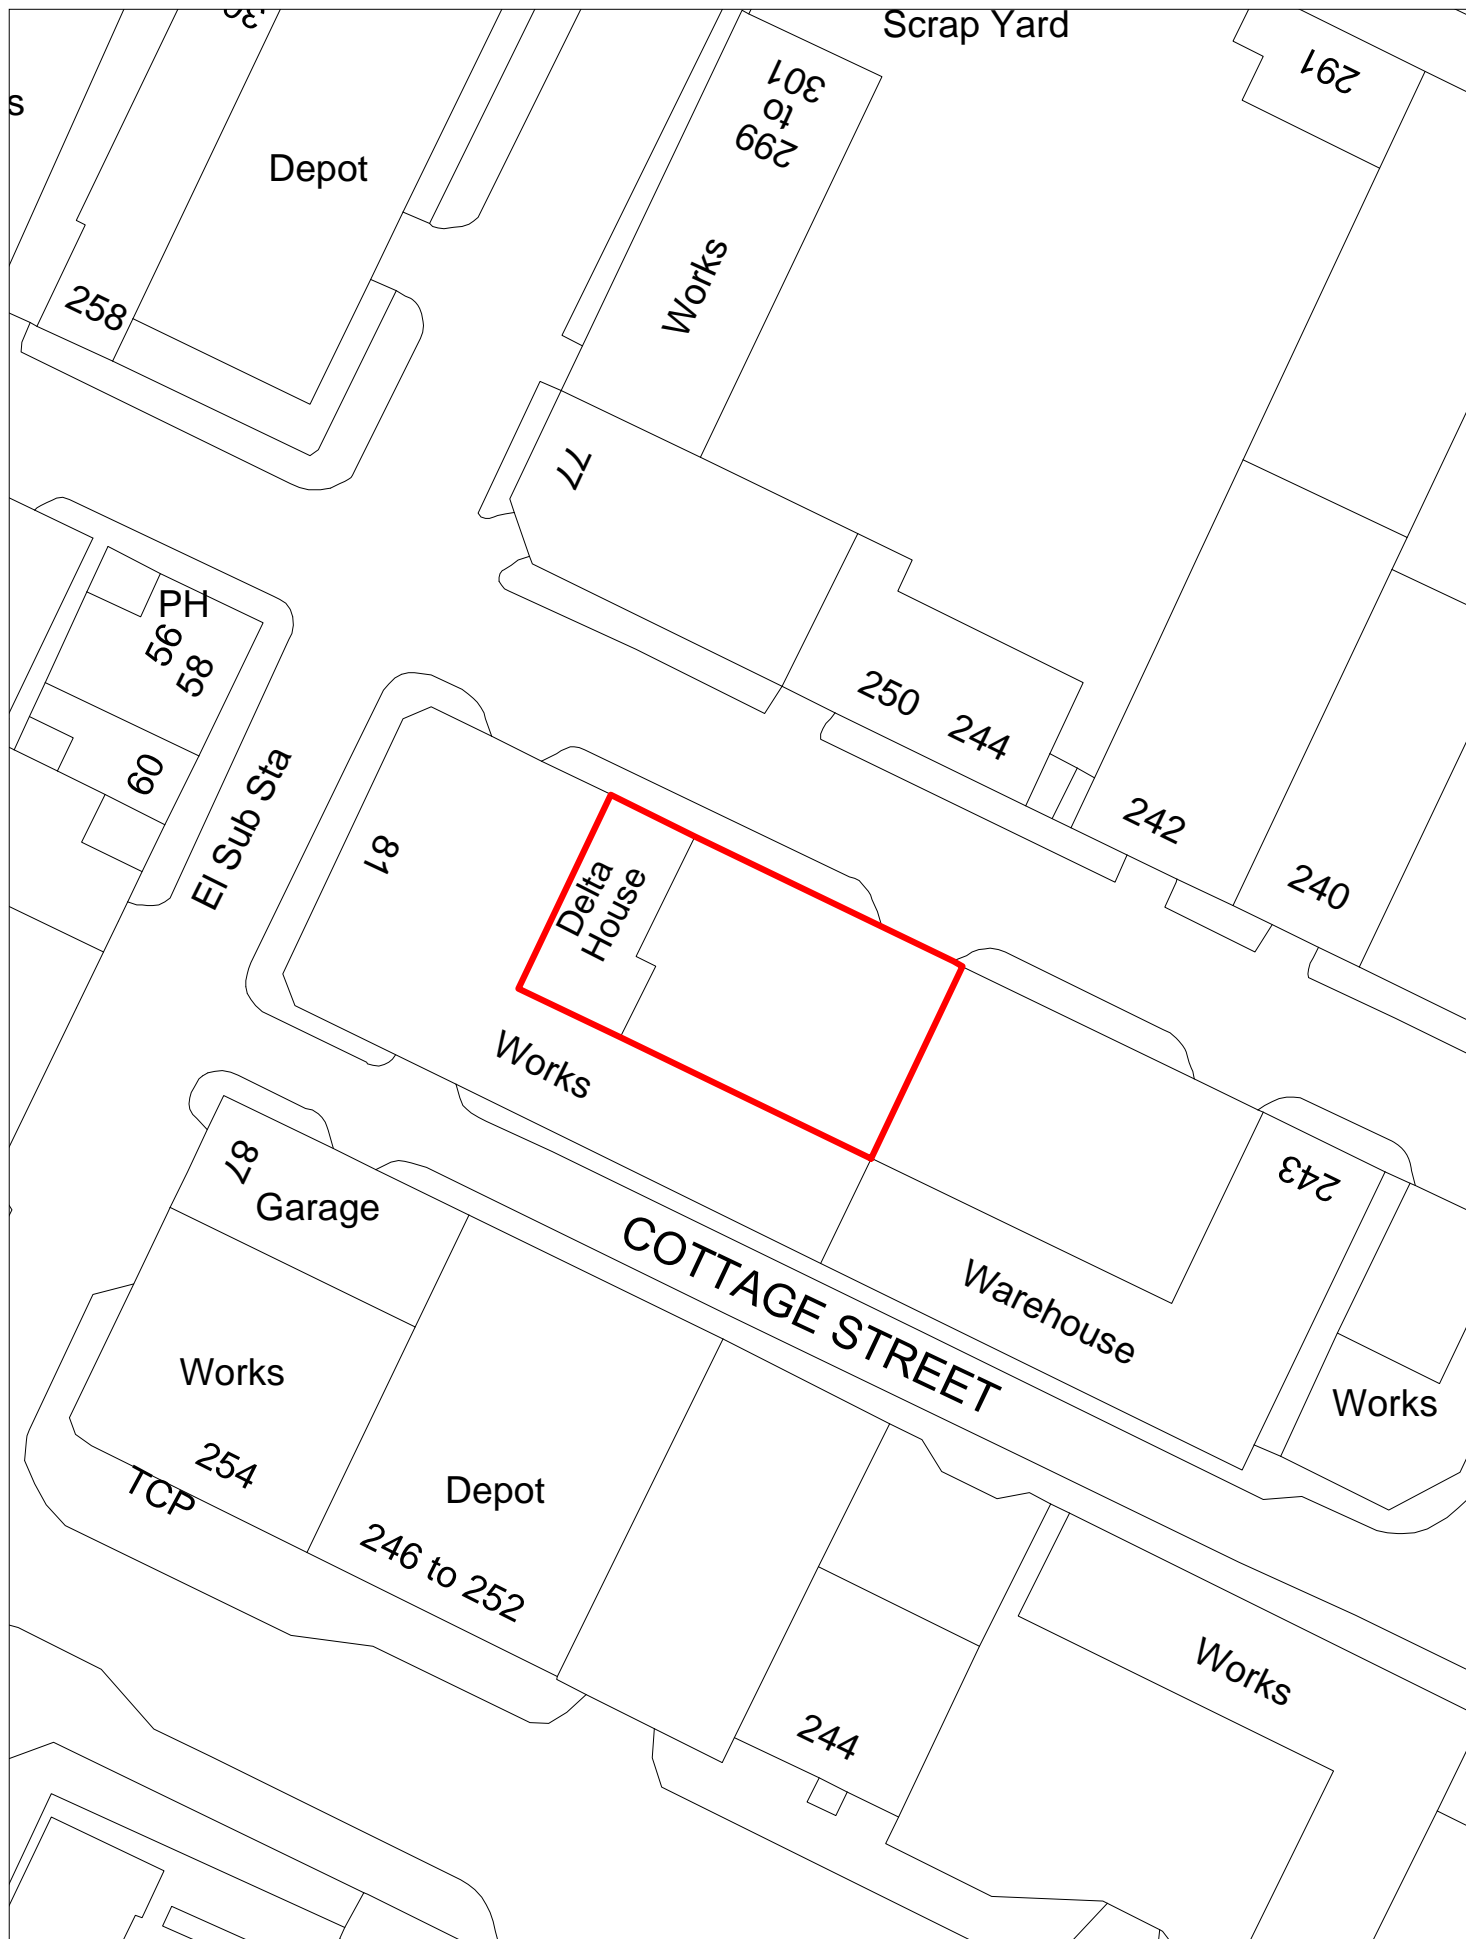 Scrap Yard
291
301
to
299
s
Depot
Works
258
77
PH
56
58
60
El Sub Sta
250
244
242
240
81
Delta
House
Works
87
Garage
COTTAGE STREET
243
Warehouse
Works
Works
254
TCP
Depot
246 to 252
Works
244